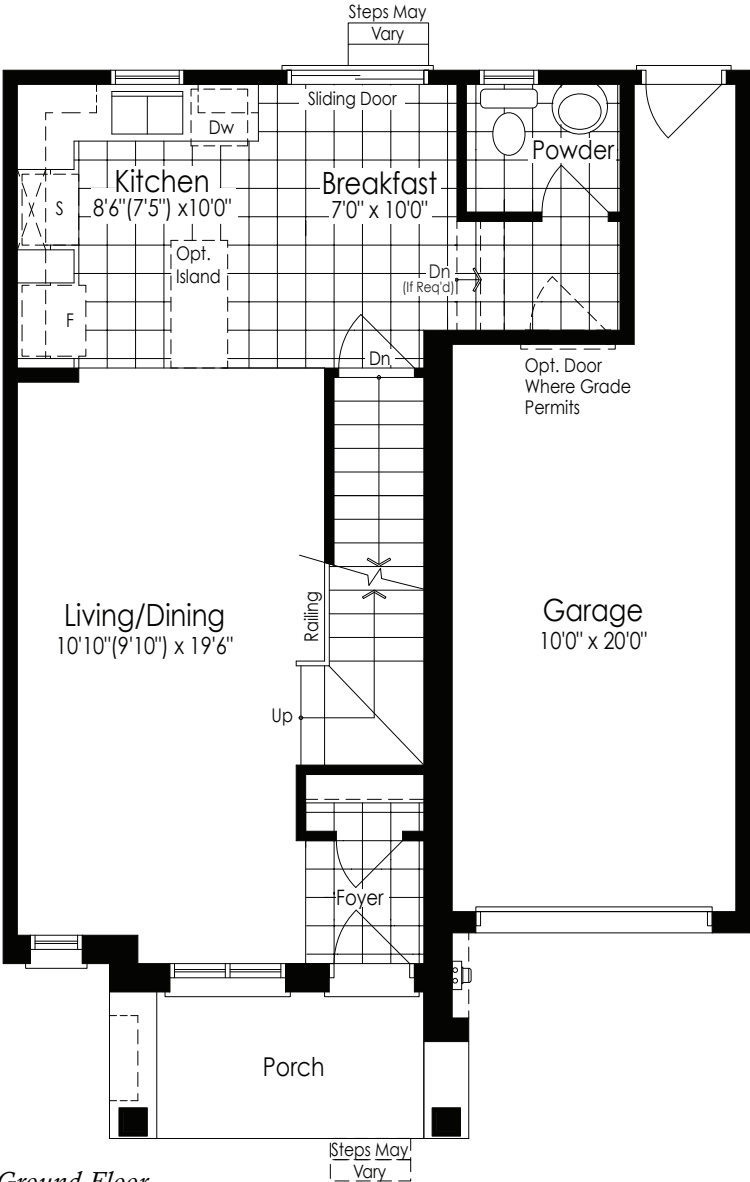 Steps May
Vary
Sliding Door
Dw
Powder
Kitchen
8'6"(7'5") x10'0"
Breakfast
7'0" x 10'0"
S
Opt.
Island
Dn
(If Req'd)
F
Dn
Opt. Door
Where Grade
Permits
Living/Dining
10'10"(9'10") x 19'6"
Railing
Garage
10'0" x 20'0"
Up
Foyer
Porch
Steps May
Vary
Ground Floor